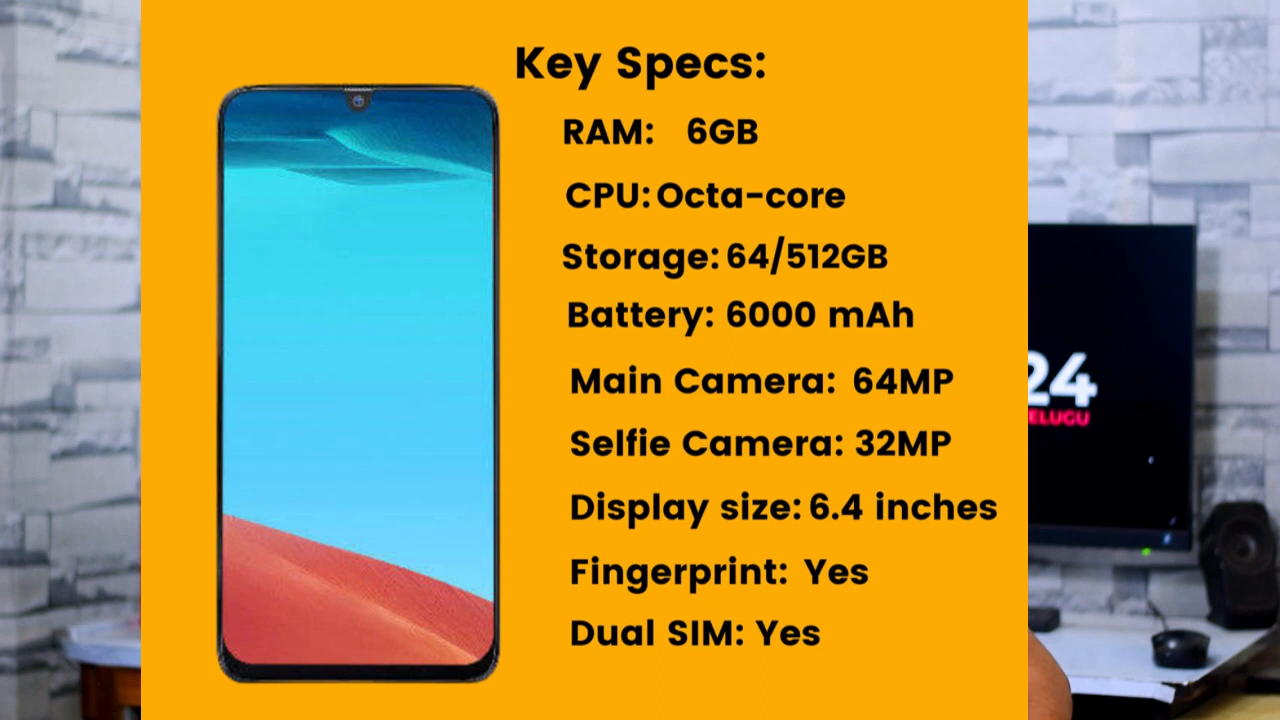 Key Specs:
RAM: 6GB
CPU: Octa-core
Storage: 64/512GB
Battery: 6000 mAh
Main Camera: 64MP
Selfie Camera: 32MP
Display size: 6.4 inches
Fingerprint: Yes
Dual SIM: Yes
24
ELUGU